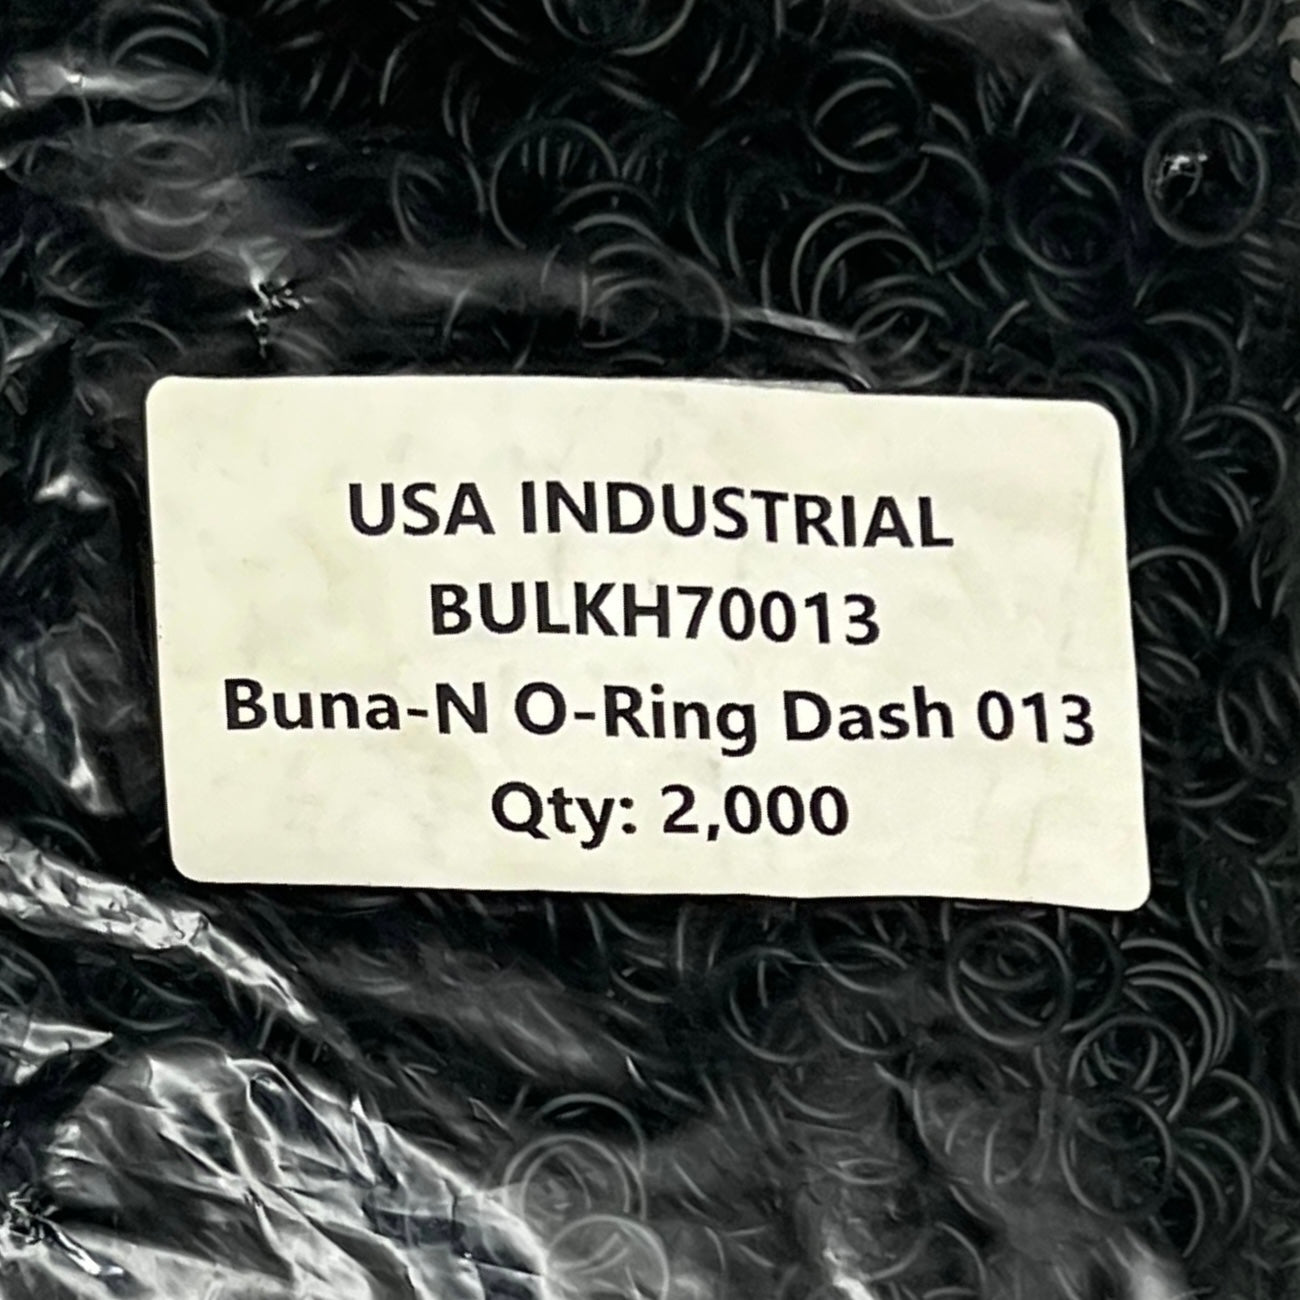 USA INDUSTRIAL
BULKH70013
Buna-N O-Ring Dash 013
Qty: 2,000